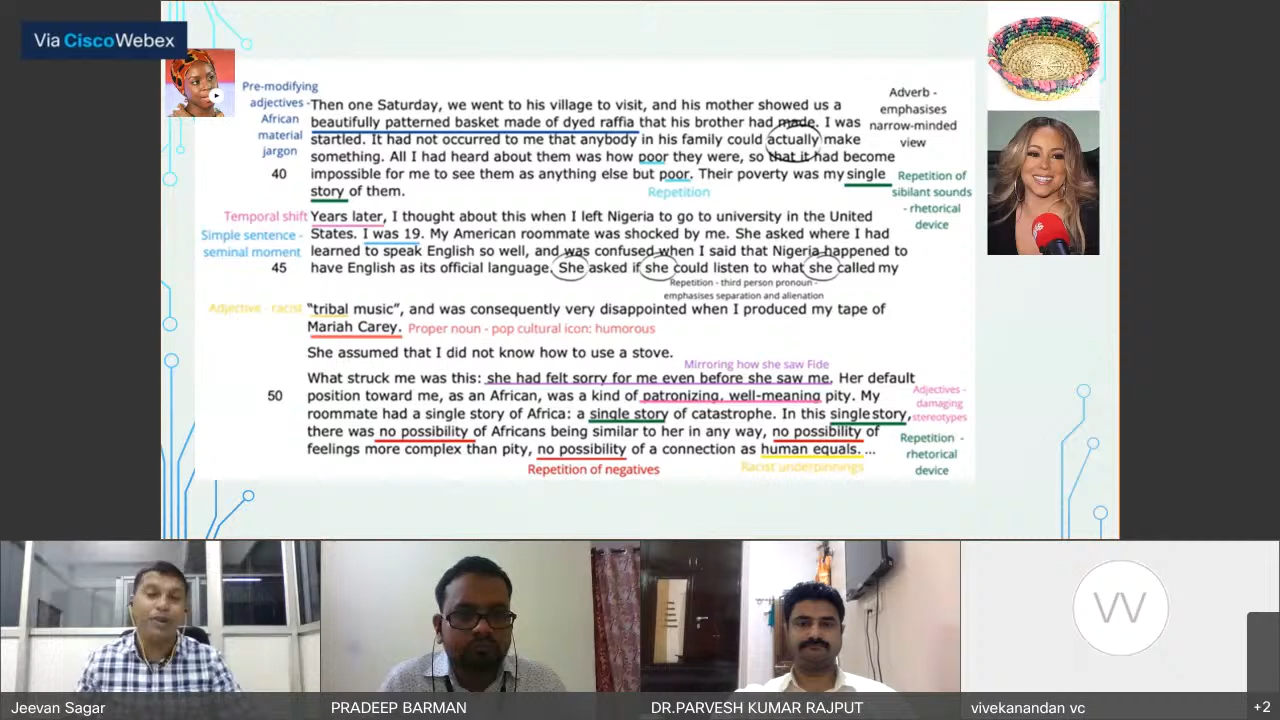 Via Cisco Webex
Pre-modifying
adjectives -
African
material
jargon
Then one Saturday, we went to his village to visit, and his mother showed us a
beautifully patterned basket made of dyed raffia that his brother had made. I was
startled. It had not occurred to me that anybody in his family could actually make
something. All I had heard about them was how poor they were, so that it had become
40 impossible for me to see them as anything else but poor. Their poverty was my single
story of them.
Repetition
Adverb -
emphasises
narrow-minded
view
Repetition of
sibilant sounds
- rhetorical
device
Temporal shift
Simple sentence -
seminal moment
Years later, I thought about this when I left Nigeria to go to university in the United
States. I was 19. My American roommate was shocked by me. She asked where I had
learned to speak English so well, and was confused when I said that Nigeria happened to
45 have English as its official language. She asked if she could listen to what she called my
Repetition - third person pronoun -
emphasises separation and alienation
Adjective - racist
"tribal music", and was consequently very disappointed when I produced my tape of
Mariah Carey. Proper noun - pop cultural icon: humorous
She assumed that I did not know how to use a stove.
Mirroring how she saw Fide
What struck me was this: she had felt sorry for me even before she saw me. Her default
50 position toward me, as an African, was a kind of patronizing, well-meaning pity. My
roommate had a single story of Africa: a single story of catastrophe. In this single story,
there was no possibility of Africans being similar to her in any way, no possibility of
feelings more complex than pity, no possibility of a connection as human equals. ...
Adjectives -
damaging
stereotypes
Repetition -
rhetorical
device
Repetition of negatives
Racist underpinnings
VV
Jeevan Sagar
PRADEEP BARMAN
DR.PARVESH KUMAR RAJPUT
vivekanandan vc
+2